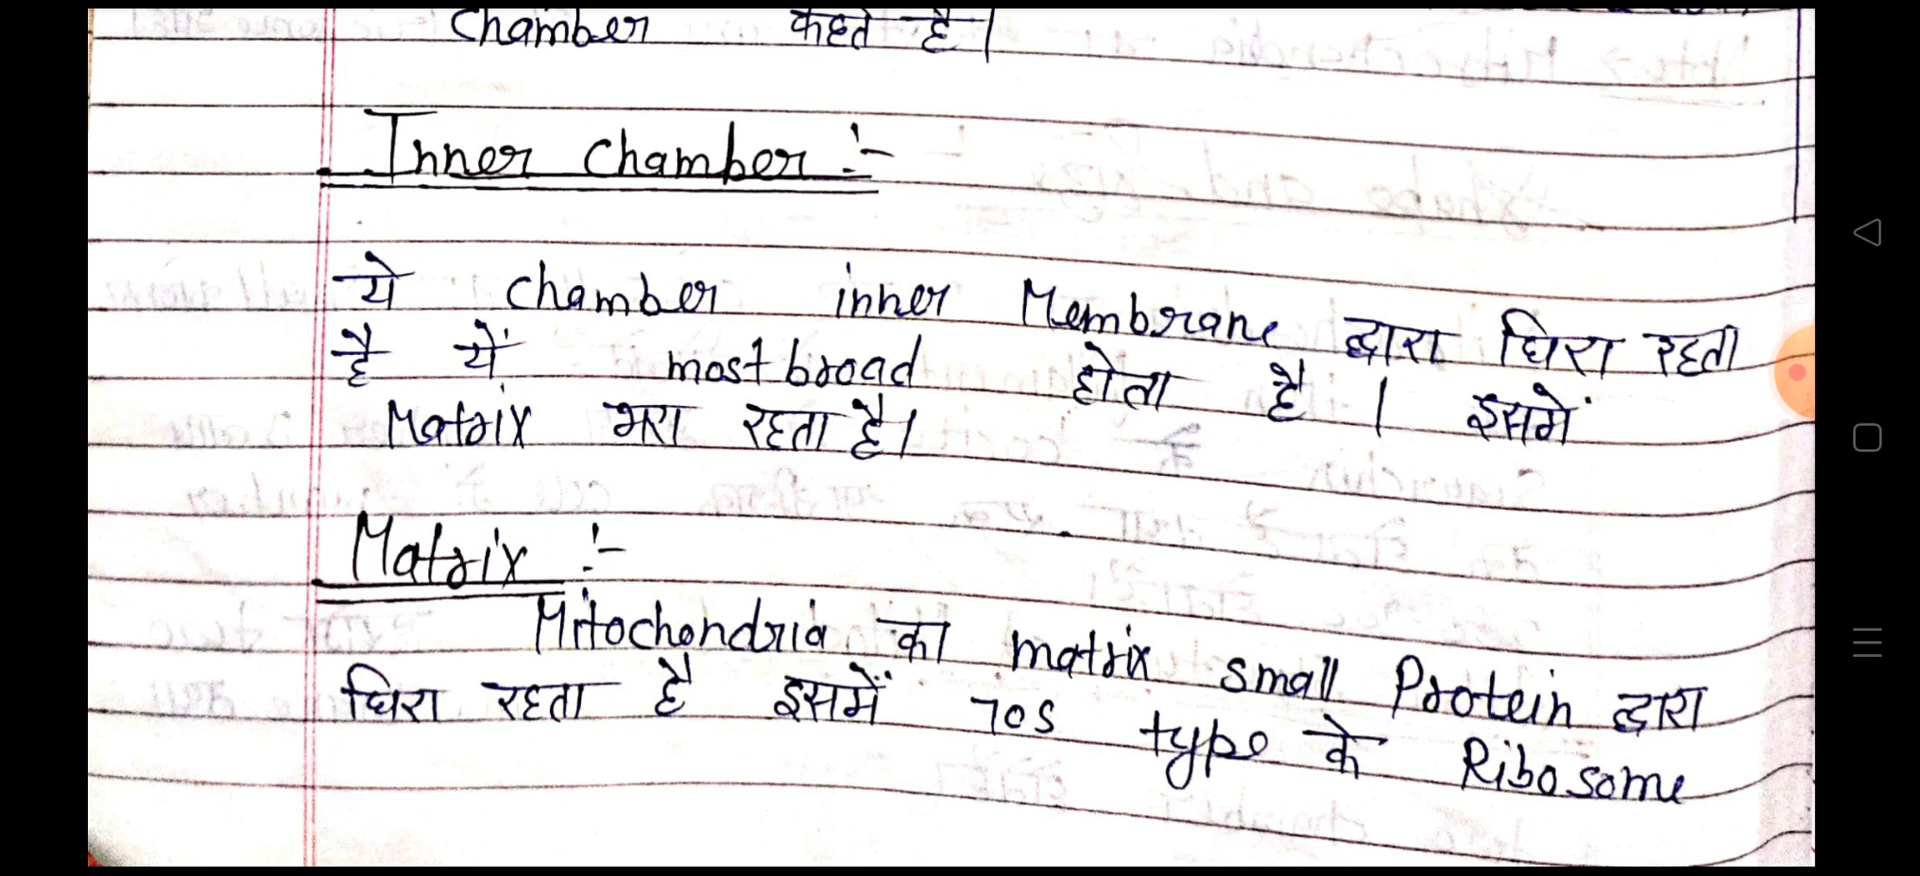 Chamber कहते है।
Inner Chamber :-
ये chamber inner Membrane द्वारा घिरा रहता
है यें most broad होता है। इसमें
Matrix भरा रहता है।
Matrix :-
Mitochondria का matrix small Protein द्वारा
घिरा रहता है इसमें 70S type के Ribosome